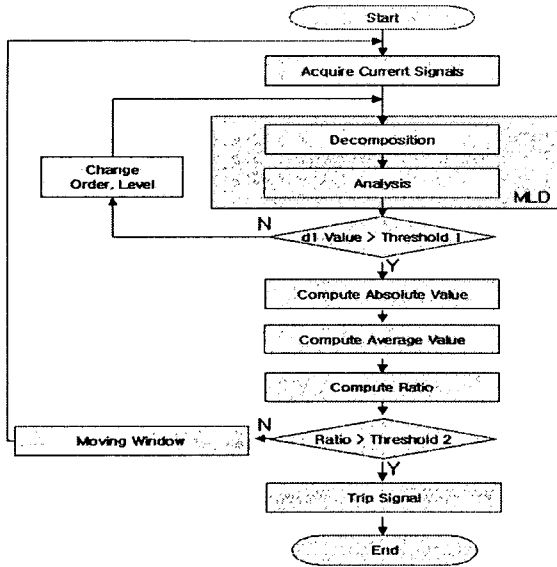 Start
Acquire Current Signals
Decomposition
Change
Order, Level
Analysis
MLD
N
d1 Value > Threshold 1
Y
Compute Absolute Value
Compute Average Value
Compute Ratio
N
Moving Window
Ratio > Threshold 2
Y
Trip Signal
End